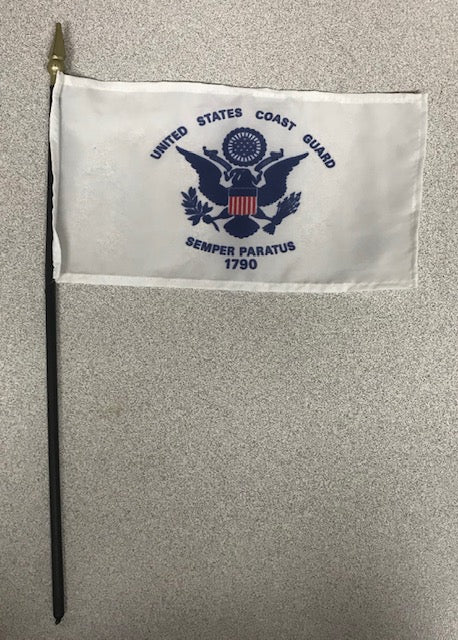 UNITED STATES COAST GUARD
SEMPER PARATUS
1790